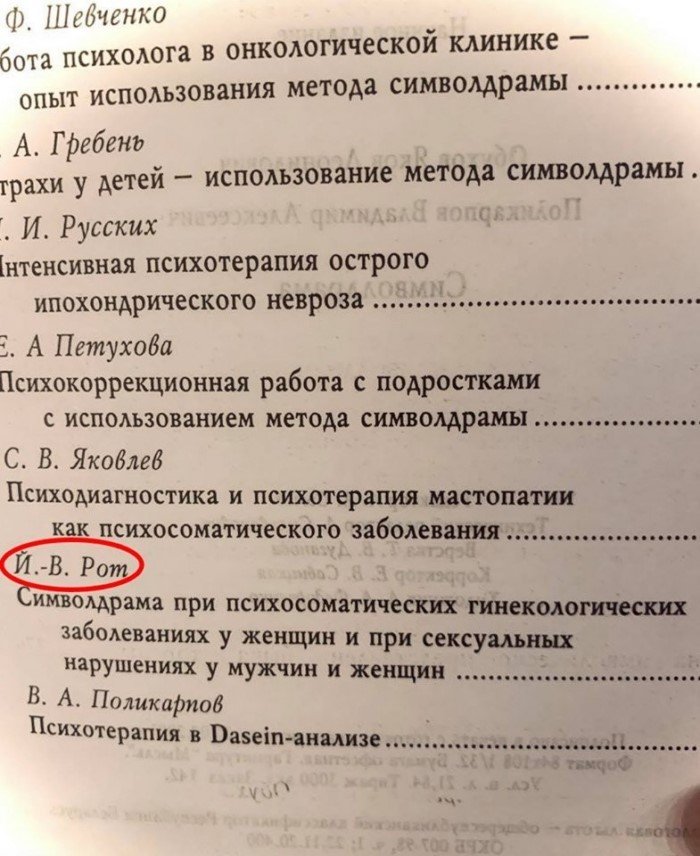 Ф. Шевченко
бота психолога в онкологической клинике –
опыт использования метода символдрамы
А. Гребень
трахи у детей – использование метода символдрамы
И. Русских
Интенсивная психотерапия острого
ипохондрического невроза
Е. А Петухова
Психокоррекционная работа с подростками
с использованием метода символдрамы
С. В. Яковлев
Психодиагностика и психотерапия мастопатии
как психосоматического заболевания
Й.-В. Рот
Символдрама при психосоматических гинекологических
заболеваниях у женщин и при сексуальных
нарушениях у мужчин и женщин
В. А. Поликарпов
Психотерапия в Dasein-анализе